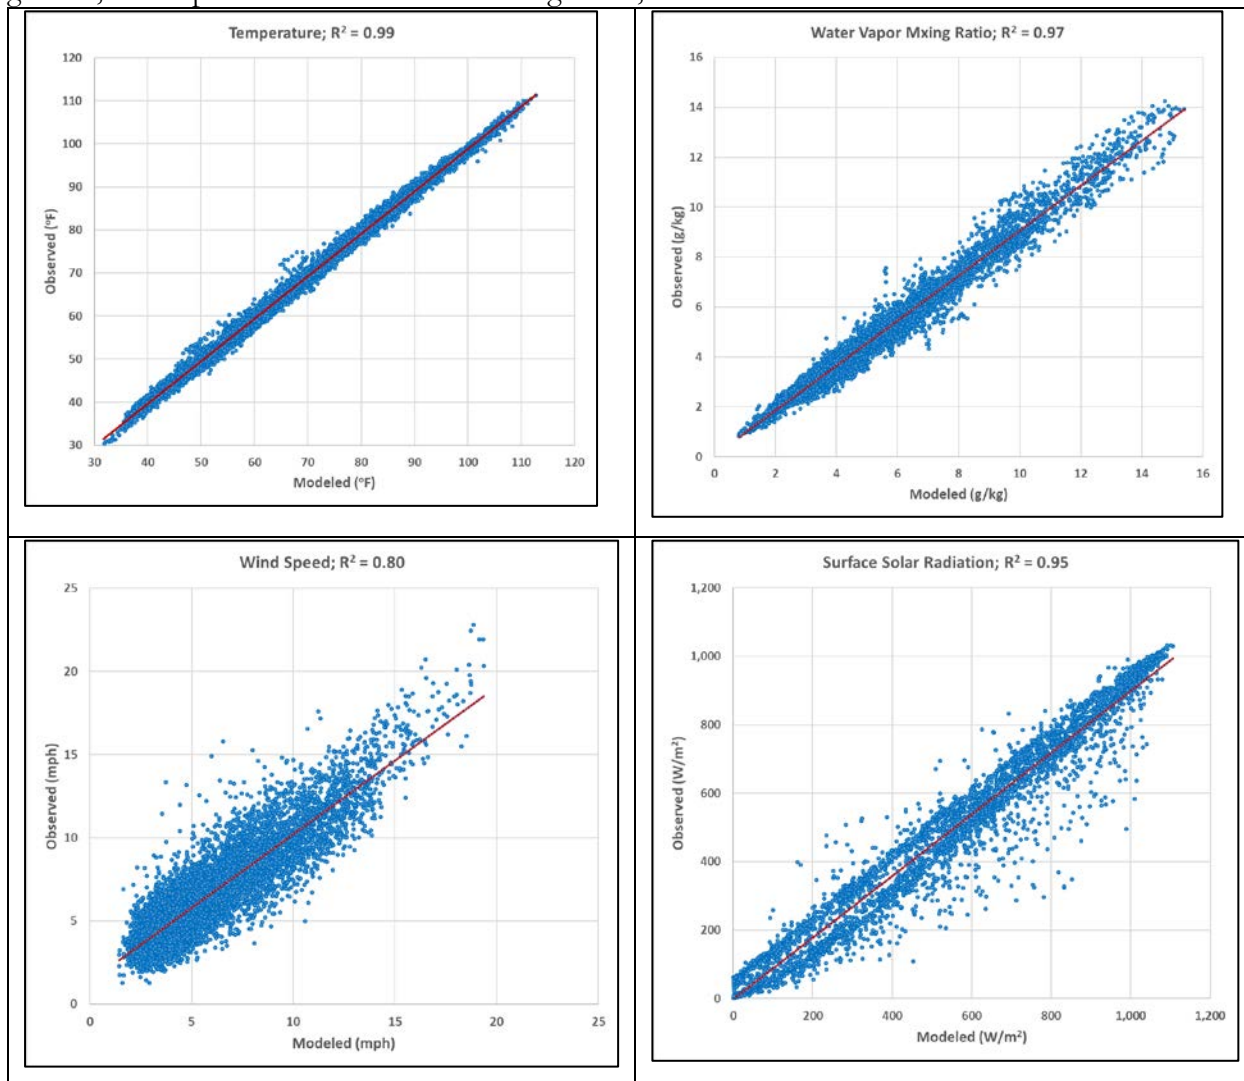 Temperature; R² = 0.99
120
110
100
90
80
70
60
50
40
30
Observed (°F)
30 40 50 60 70 80 90 100 110 120
Modeled (°F)
Water Vapor Mxing Ratio; R² = 0.97
16
14
12
10
8
6
4
2
0
Observed (g/kg)
0 2 4 6 8 10 12 14 16
Modeled (g/kg)
Wind Speed; R² = 0.80
25
20
15
10
5
0
Observed (mph)
0 5 10 15 20 25
Modeled (mph)
Surface Solar Radiation; R² = 0.95
1,200
1,000
800
600
400
200
0
Observed (W/m²)
0 200 400 600 800 1,000 1,200
Modeled (W/m²)